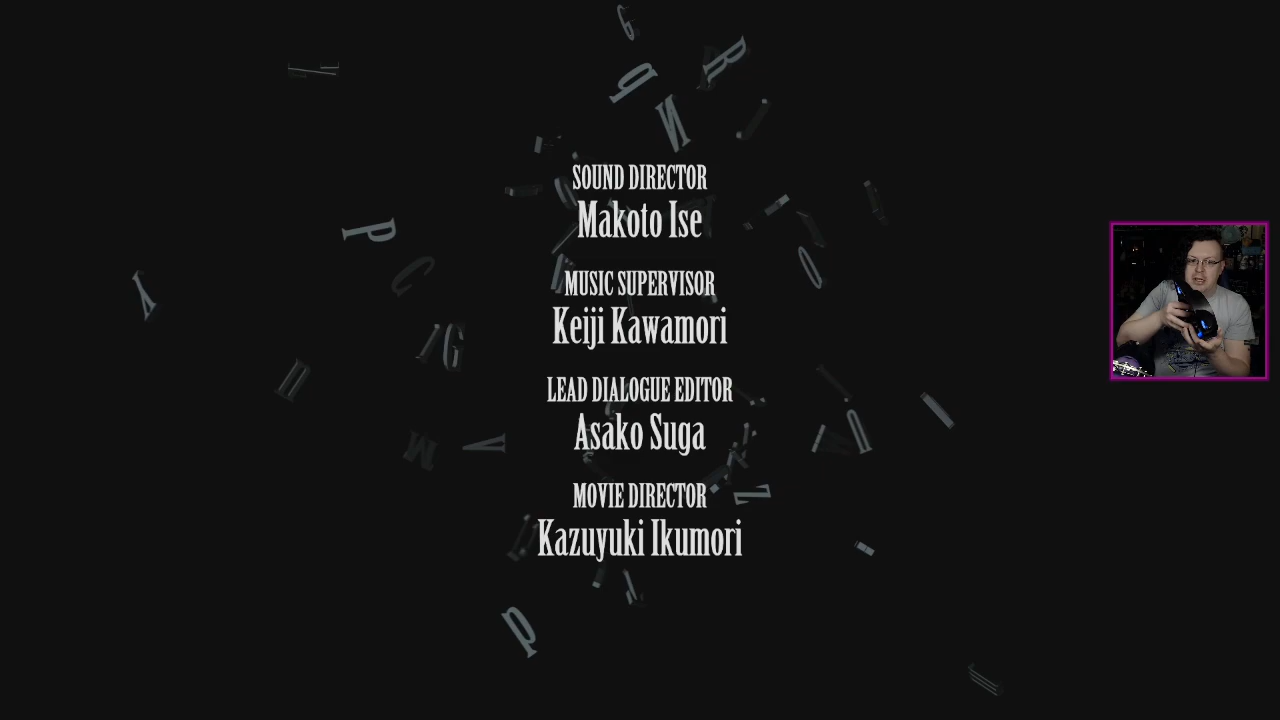 SOUND DIRECTOR
Makoto Ise
MUSIC SUPERVISOR
Keiji Kawamori
LEAD DIALOGUE EDITOR
Asako Suga
MOVIE DIRECTOR
Kazuyuki Ikumori